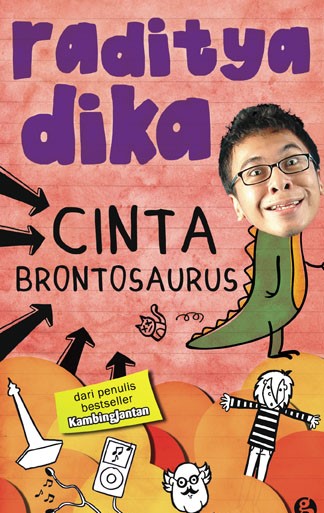 raditya
dika
CINTA
BRONTOSAURUS
dari penulis
bestseller
KambingJantan
g